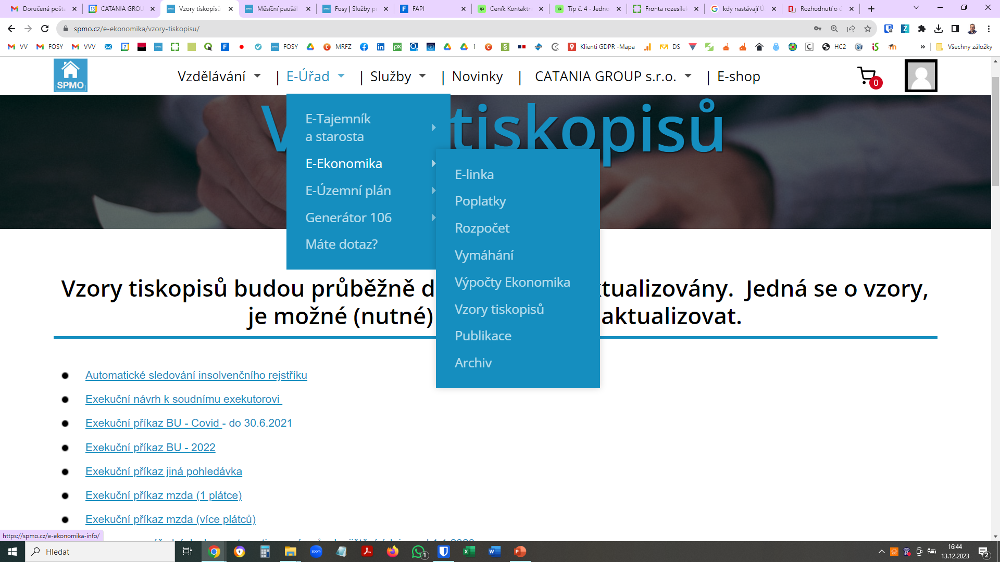 Doručená pošta
CATANIA GROU
Vzory tiskopisů
Měsíční paušál
Fosy | Služby p
FAPI
Ceník Kontaktn
Tip č. 4 - Jedno
Fronta rozesílek
kdy nastávají Ú
Rozhodnutí o ú
spmo.cz/e-ekonomika/vzory-tiskopisu/
VV
FOSY
VVV
FOSY
MRFZ
1
Klienti GDPR -Mapa
DS
HC2
»
Všechny záložky
SPMO
Vzdělávání
| E-Úřad
| Služby
| Novinky
| CATANIA GROUP s.r.o.
| E-shop
0
V tiskopisů
E-Tajemník
a starosta
E-Ekonomika
E-Územní plán
Generátor 106
Máte dotaz?
E-linka
Poplatky
Rozpočet
Vymáhání
Výpočty Ekonomika
Vzory tiskopisů
Publikace
Archiv
Vzory tiskopisů budou průběžně d ktualizovány. Jedná se o vzory,
je možné (nutné) aktualizovat.
Automatické sledování insolvenčního rejstříku
Exekuční návrh k soudnímu exekutorovi
Exekuční příkaz BU - Covid - do 30.6.2021
Exekuční příkaz BU - 2022
Exekuční příkaz jiná pohledávka
Exekuční příkaz mzda (1 plátce)
Exekuční příkaz mzda (více plátců)
https://spmo.cz/e-ekonomika-info/
Hledat
zoom
1
16:44
13.12.2023
2